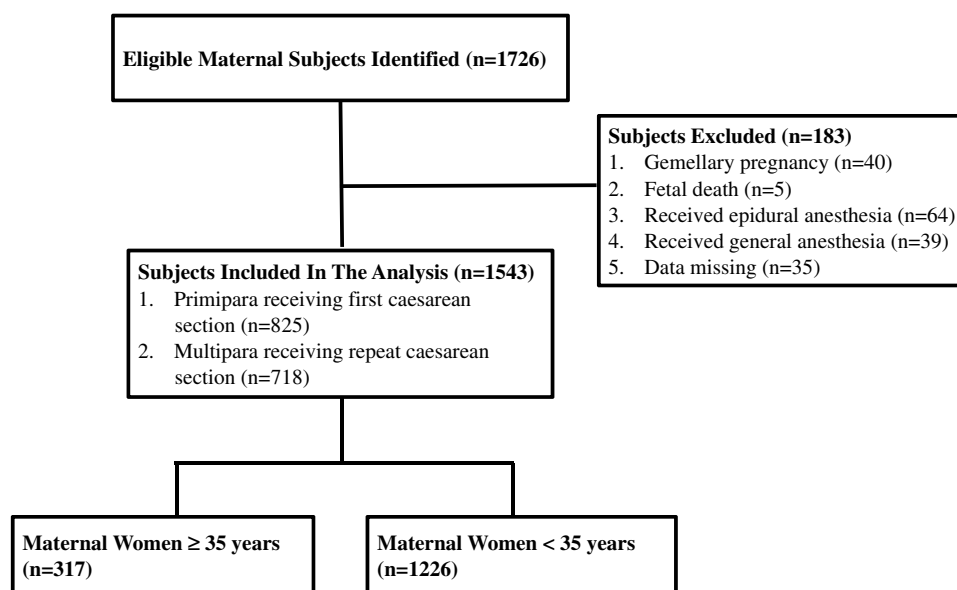 Eligible Maternal Subjects Identified (n=1726)
Subjects Excluded (n=183)
1. Gemellary pregnancy (n=40)
2. Fetal death (n=5)
3. Received epidural anesthesia (n=64)
4. Received general anesthesia (n=39)
5. Data missing (n=35)
Subjects Included In The Analysis (n=1543)
1. Primipara receiving first caesarean
section (n=825)
2. Multipara receiving repeat caesarean
section (n=718)
Maternal Women ≥ 35 years
(n=317)
Maternal Women < 35 years
(n=1226)